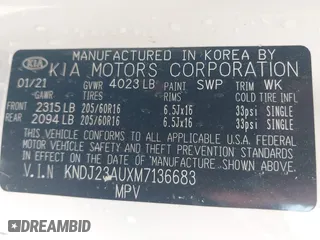 MANUFACTURED IN KOREA BY
KIA KIA MOTORS CORPORATION
01/21 GVWR 4023 LB PAINT SWP TRIM WK
GAWR TIRES RIMS COLD TIRE INFL
FRONT 2315 LB 205/60R16 6.5Jx16 33psi SINGLE
REAR 2094 LB 205/60R16 6.5Jx16 33psi SINGLE
THIS VEHICLE CONFORMS TO ALL APPLICABLE U.S.
FEDERAL MOTOR VEHICLE SAFETY AND THEFT
PREVENTION STANDARDS IN EFFECT ON THE DATE OF
MANUFACTURE SHOWN ABOVE.
V.I.N KNDJ23AUXM7136683
MPV
DCAUTION.COM